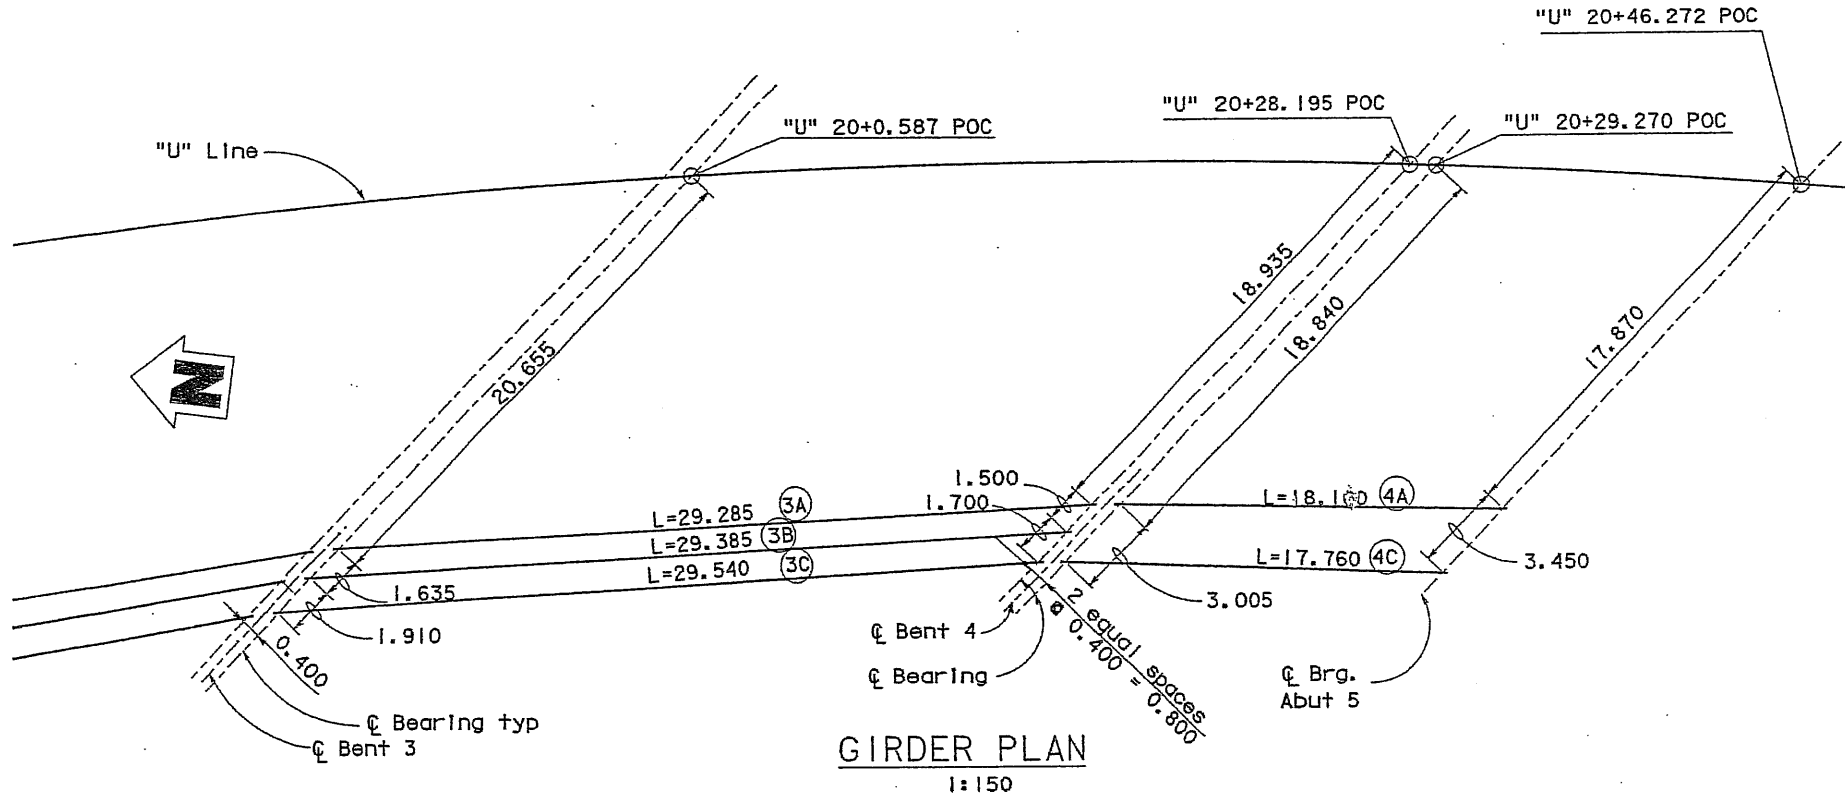 "U" 20+46.272 POC
"U" 20+28.195 POC
"U" 20+29.270 POC
"U" 20+0.587 POC
"U" Line
18.935
18.840
17.870
20.655
N
1.500
1.700
L=29.285 3A
L=29.385 3B
L=29.540 3C
4A
L=17.760 4C
3.450
3.005
1.635
1.910
0.400
2 equal spaces
@ 0.400 = 0.800
℄ Bent 4
℄ Bearing
℄ Brg.
Abut 5
℄ Bearing typ
℄ Bent 3
GIRDER PLAN
1:150